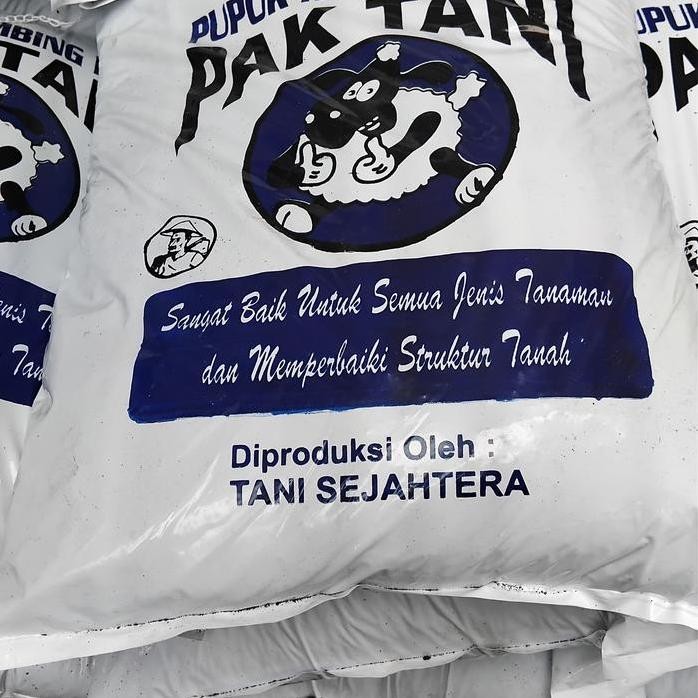 PUPUK
PAK TANI
Sangat Baik Untuk Semua Jenis Tanaman
dan Memperbaiki Struktur Tanah
Diproduksi Oleh :
TANI SEJAHTERA